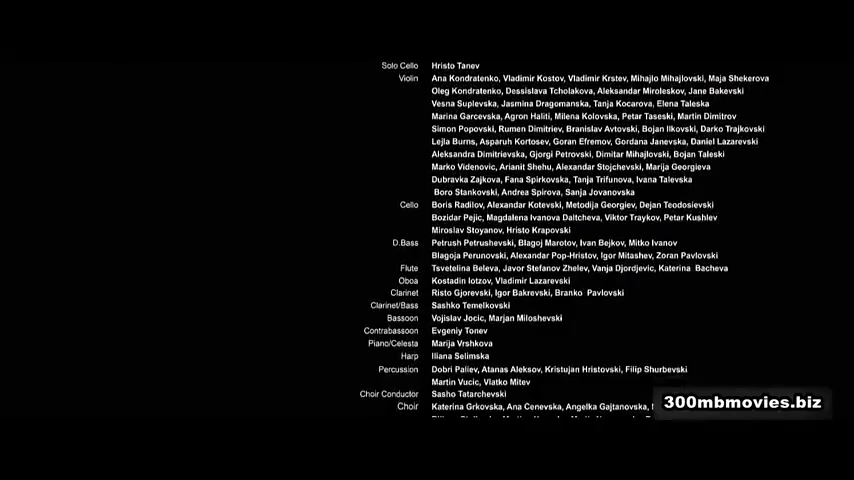 Solo Cello Hristo Tanev
Violin Ana Kondratenko, Vladimir Kostov, Vladimir Krstev, Mihajlo Mihajlovski, Maja Shekerova
Oleg Kondratenko, Dessislava Tcholakova, Aleksandar Miroleskov, Jane Bakevski
Vesna Suplevska, Jasmina Dragomanska, Tanja Kocarova, Elena Taleska
Marina Garcevska, Agron Haliti, Milena Kolovska, Petar Taseski, Martin Dimitrov
Simon Popovski, Rumen Dimitriev, Branislav Avtovski, Bojan Ilkovski, Darko Trajkovski
Lejla Burns, Asparuh Kortosev, Goran Efremov, Gordana Janevska, Daniel Lazarevski
Aleksandra Dimitrievska, Gjorgi Petrovski, Dimitar Mihajlovski, Bojan Taleski
Marko Videnovic, Arianit Shehu, Alexandar Stojchevski, Marija Georgieva
Dubravka Zajkova, Fana Spirkovska, Tanja Trifunova, Ivana Talevska
Boro Stankovski, Andrea Spirova, Sanja Jovanovska
Cello Boris Radilov, Alexandar Kotevski, Metodija Georgiev, Dejan Teodosievski
Bozidar Pejic, Magdalena Ivanova Daltcheva, Viktor Traykov, Petar Kushlev
Miroslav Stoyanov, Hristo Krapovski
D.Bass Petrush Petrushevski, Blagoj Marotov, Ivan Bejkov, Mitko Ivanov
Blagoja Perunovski, Alexandar Pop-Hristov, Igor Mitashev, Zoran Pavlovski
Flute Tsvetelina Beleva, Javor Stefanov Zhelev, Vanja Djordjevic, Katerina Bacheva
Oboa Kostadin Iotzov, Vladimir Lazarevski
Clarinet Risto Gjorevski, Igor Bakrevski, Branko Pavlovski
Clarinet/Bass Sashko Temelkovski
Bassoon Vojislav Jocic, Marjan Miloshevski
Contrabassoon Evgeniy Tonev
Piano/Celesta Marija Vrshkova
Harp Iliana Selimska
Percussion Dobri Paliev, Atanas Aleksov, Kristujan Hristovski, Filip Shurbevski
Martin Vucic, Vlatko Mitev
Choir Conductor Sasho Tatarchevski
Choir Katerina Grkovska, Ana Cenevska, Angelka Gajtanovska,
300mbmovies.biz